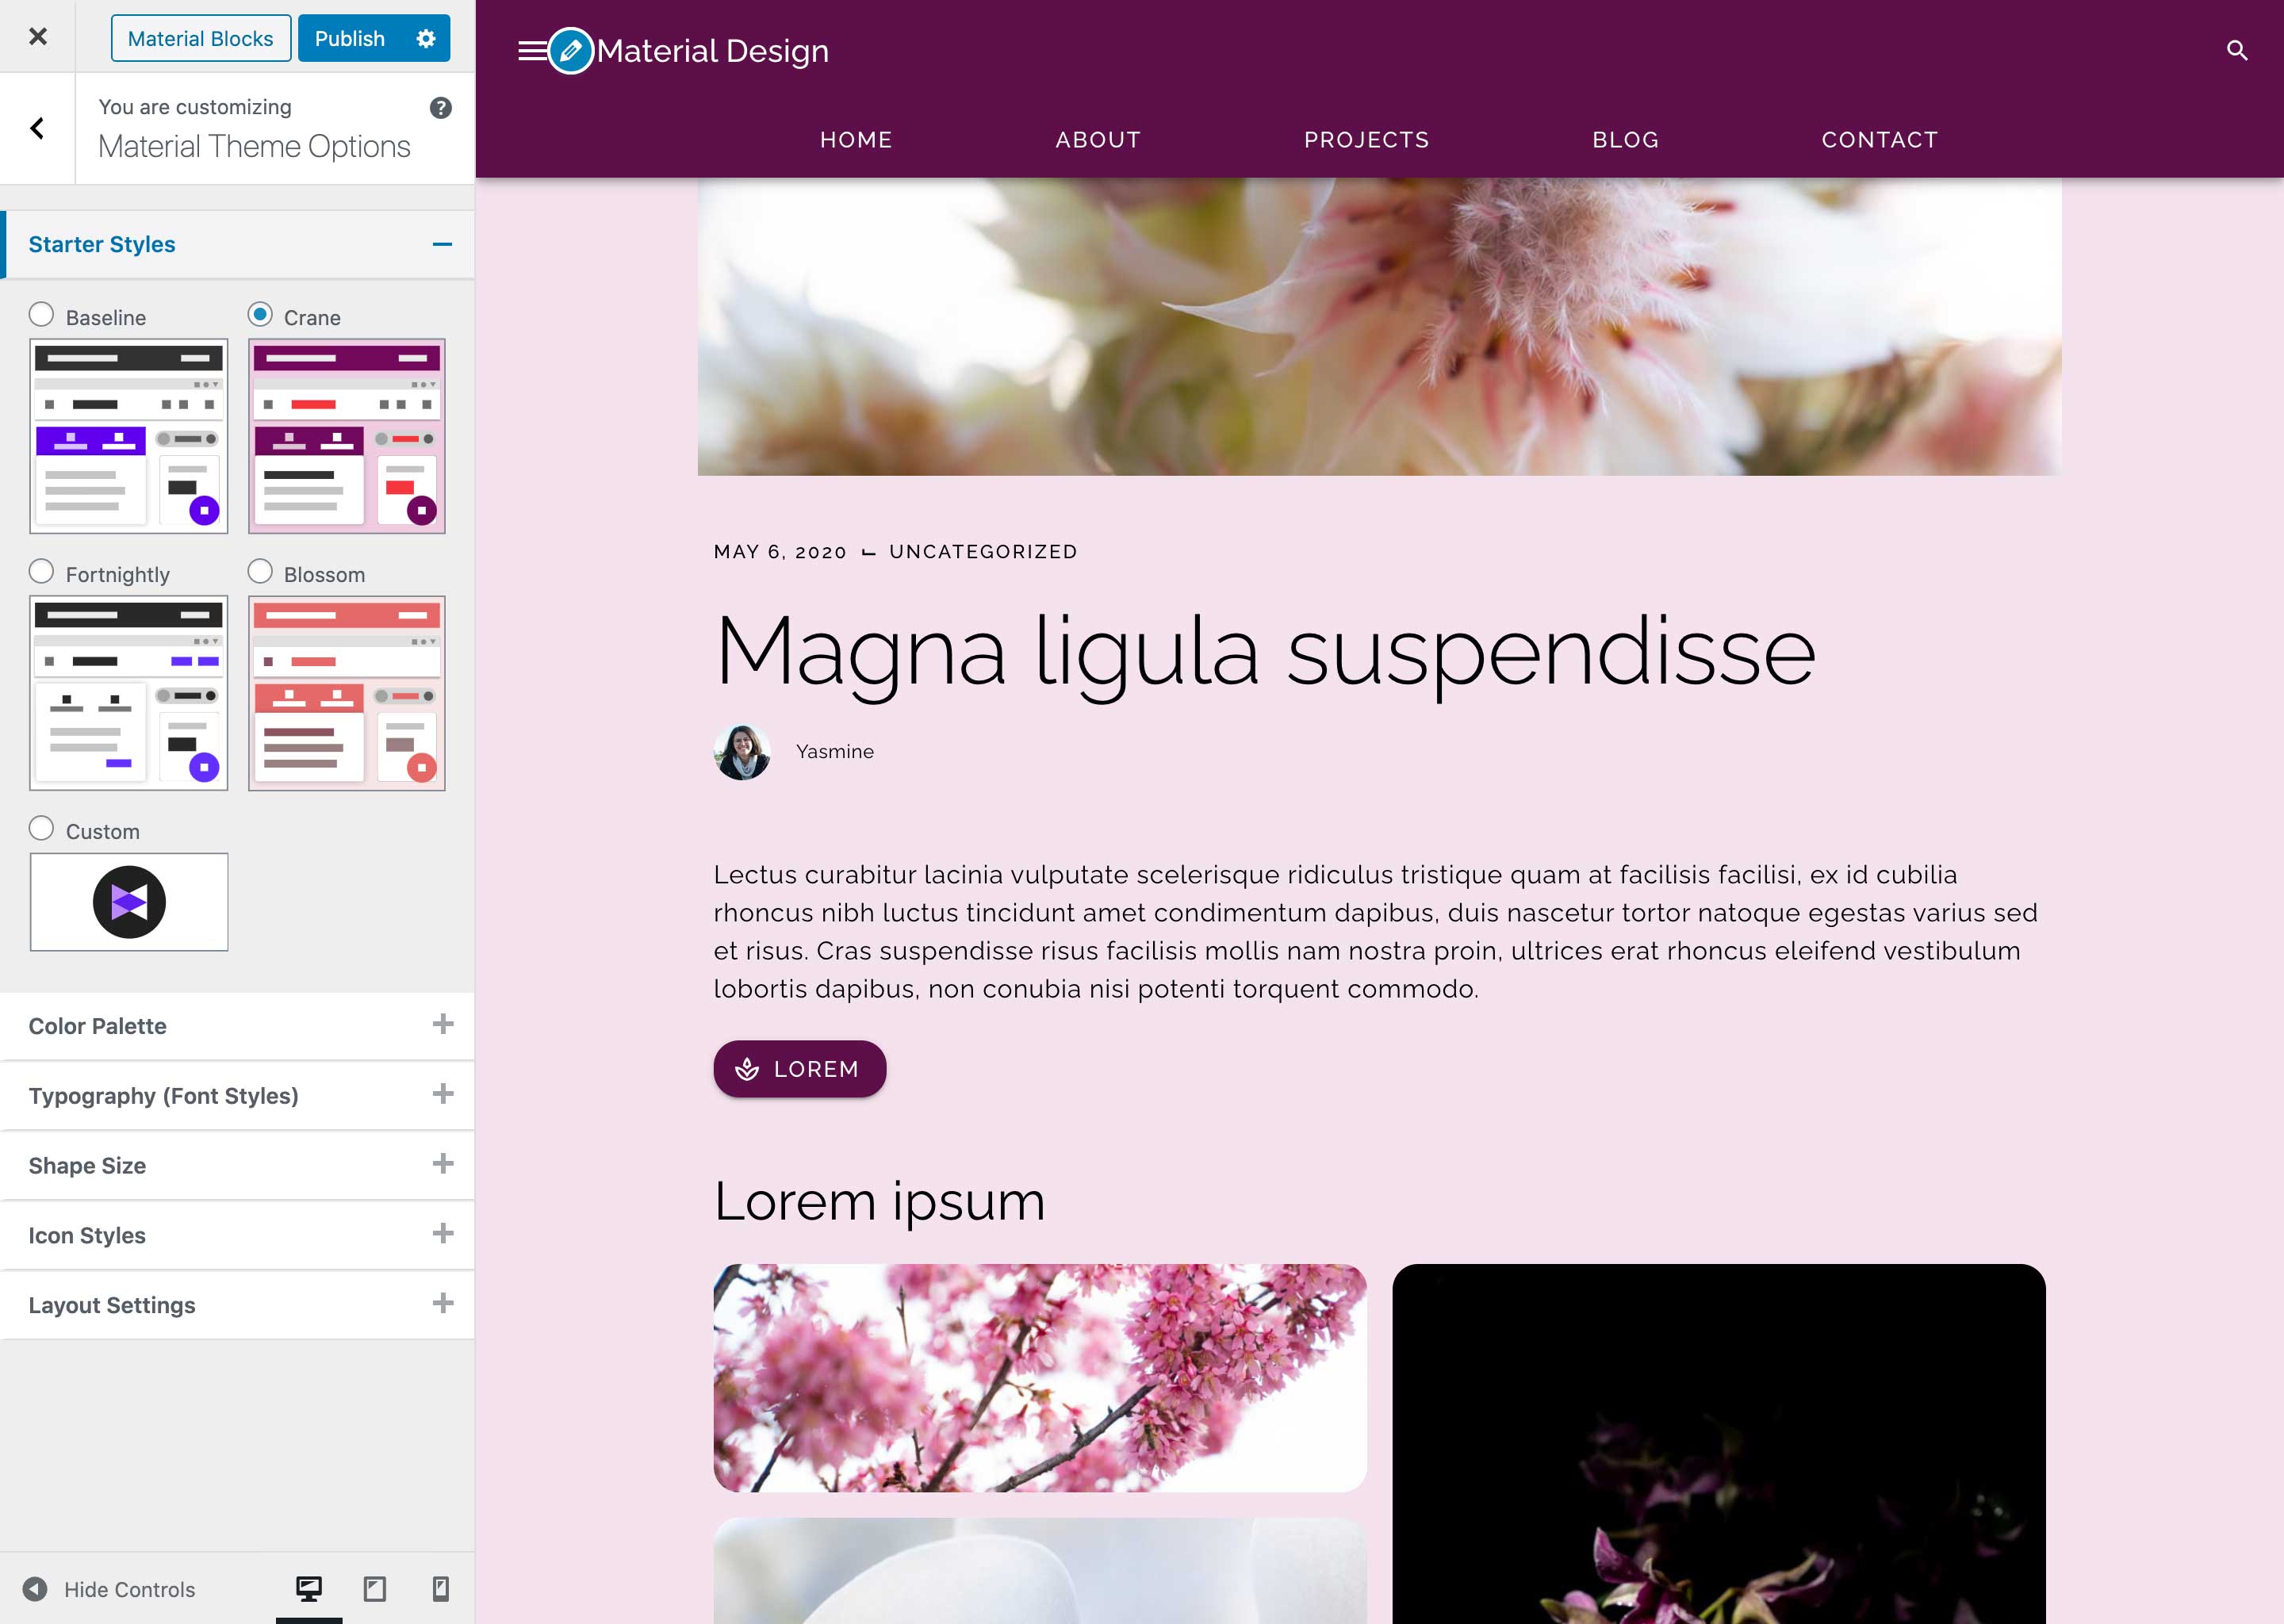 Material Blocks
Publish
You are customizing
Material Theme Options
Starter Styles
Baseline
Crane
Fortnightly
Blossom
Custom
Color Palette
Typography (Font Styles)
Shape Size
Icon Styles
Layout Settings
Hide Controls
Material Design
HOME ABOUT PROJECTS BLOG CONTACT
MAY 6, 2020 UNCATEGORIZED
Magna ligula suspendisse
Yasmine
Lectus curabitur lacinia vulputate scelerisque ridiculus tristique quam at facilisis facilisi, ex id cubilia
rhoncus nibh luctus tincidunt amet condimentum dapibus, duis nascetur tortor natoque egestas varius sed
et risus. Cras suspendisse risus facilisis mollis nam nostra proin, ultrices erat rhoncus eleifend vestibulum
lobortis dapibus, non conubia nisi potenti torquent commodo.
LOREM
Lorem ipsum